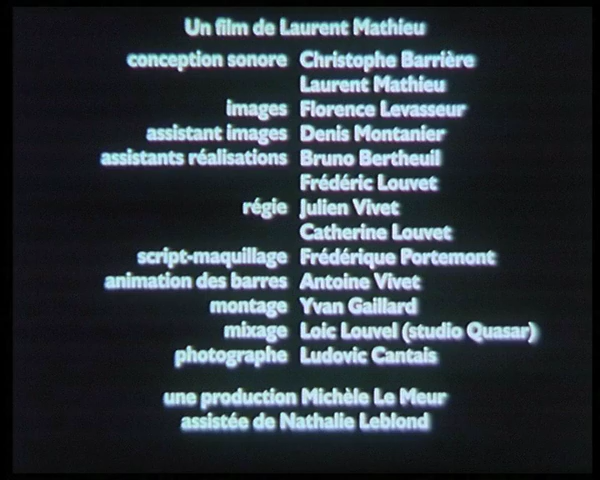 Un film de Laurent Mathieu
conception sonore Christophe Barrière
Laurent Mathieu
images Florence Levasseur
assistant images Denis Montanier
assistants réalisations Bruno Bertheuil
Frédéric Louvet
régie Julien Vivet
Catherine Louvet
script-maquillage Frédérique Portemont
animation des barres Antoine Vivet
montage Yvan Gaillard
mixage Loic Louvel (studio Quasar)
photographe Ludovic Cantais
une production Michèle Le Meur
assistée de Nathalie Leblond